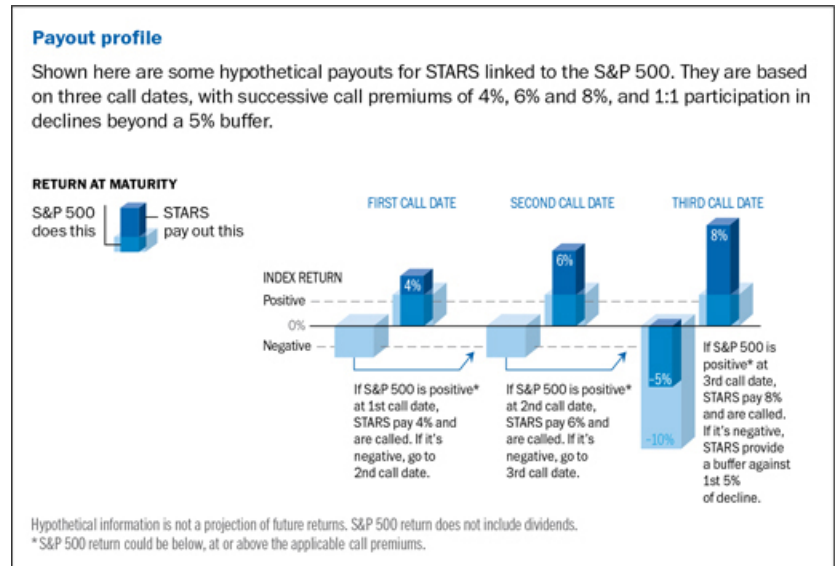 Payout profile
Shown here are some hypothetical payouts for STARS linked to the S&P 500. They are based
on three call dates, with successive call premiums of 4%, 6% and 8%, and 1:1 participation in
declines beyond a 5% buffer.
RETURN AT MATURITY
S&P 500
does this
STARS
pay out this
FIRST CALL DATE
SECOND CALL DATE
THIRD CALL DATE
INDEX RETURN
Positive
0%
Negative
4%
6%
8%
–5%
–10%
If S&P 500 is positive*
at 1st call date,
STARS pay 4% and
are called. If it's
negative, go to
2nd call date.
If S&P 500 is positive*
at 2nd call date,
STARS pay 6% and
are called. If it's
negative, go to
3rd call date.
If S&P 500 is
positive* at
3rd call date,
STARS pay 8%
and are called.
If it's negative,
STARS provide
a buffer against
1st 5%
of decline.
Hypothetical information is not a projection of future returns. S&P 500 return does not include dividends.
*S&P 500 return could be below, at or above the applicable call premiums.